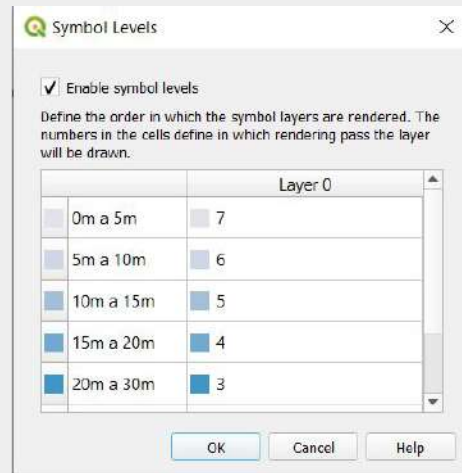 Symbol Levels
Enable symbol levels
Define the order in which the symbol layers are rendered. The
numbers in the cells define in which rendering pass the layer
will be drawn.
Layer 0
0m a 5m 7
5m a 10m 6
10m a 15m 5
15m a 20m 4
20m a 30m 3
OK Cancel Help